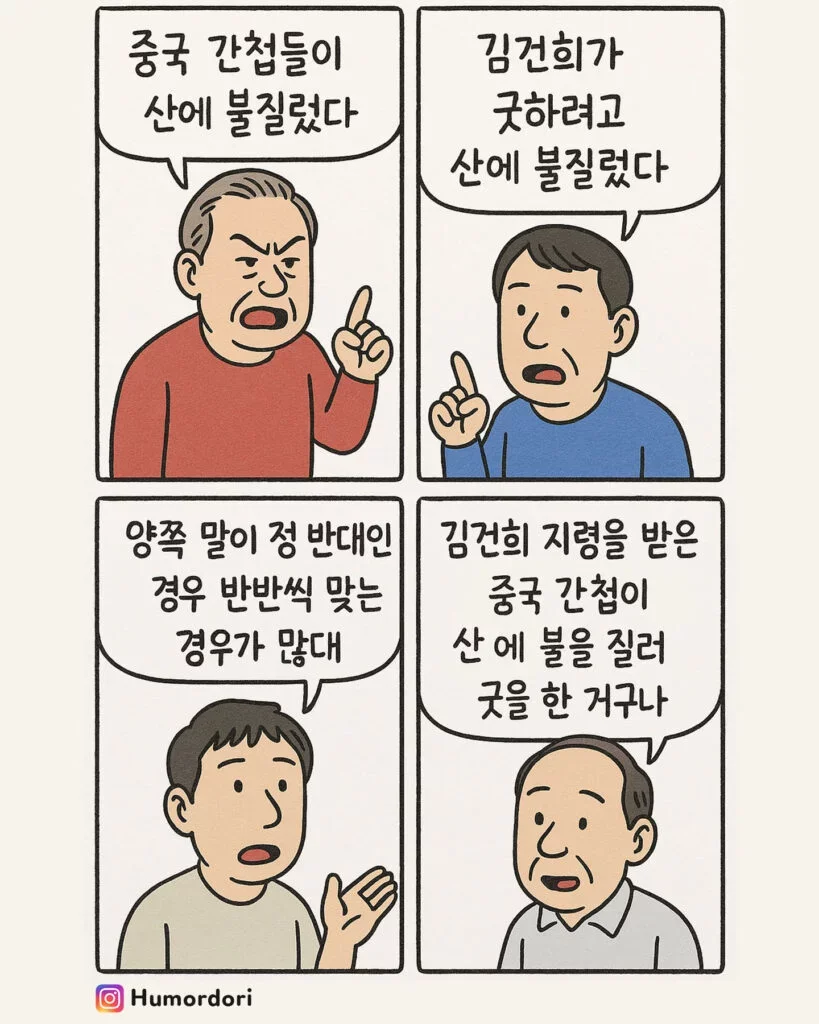 중국 간첩들이
산에 불질렀다
김건희가
굿하려고
산에 불질렀다
양쪽 말이 정 반대인
경우 반반씩 맞는
경우가 많대
김건희 지령을 받은
중국 간첩이
산 에 불을 질러
굿을 한 거구나
Humordori